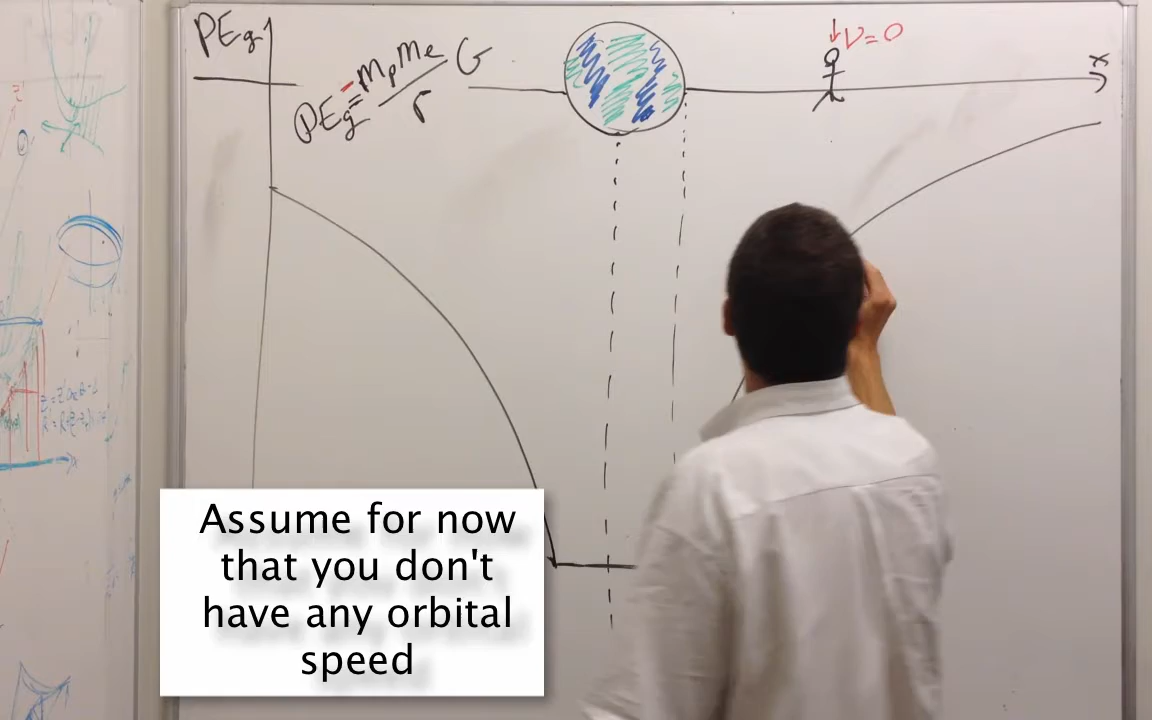 PEg
PEg = - mpme/r G
V=0
x
Assume for now
that you don't
have any orbital
speed